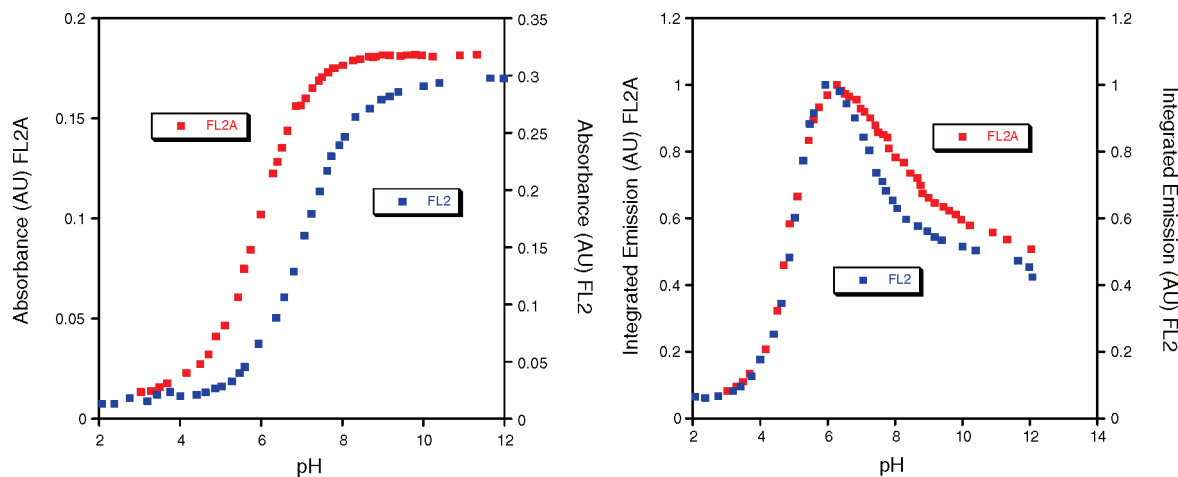 0.2
0.15
0.1
0.05
0
Absorbance (AU) FL2A
0.35
0.3
0.25
0.2
0.15
0.1
0.05
0
Absorbance (AU) FL2
FL2A
FL2
2 4 6 8 10 12
pH
1.2
1
0.8
0.6
0.4
0.2
0
Integrated Emission (AU) FL2A
1.2
1
0.8
0.6
0.4
0.2
0
Integrated Emission
(AU) FL2
FL2A
FL2
2 4 6 8 10 12 14
pH